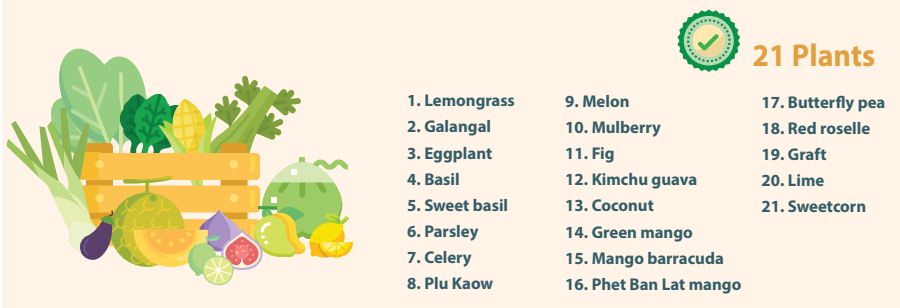 21 Plants
1. Lemongrass
2. Galangal
3. Eggplant
4. Basil
5. Sweet basil
6. Parsley
7. Celery
8. Plu Kaow
9. Melon
10. Mulberry
11. Fig
12. Kimchu guava
13. Coconut
14. Green mango
15. Mango barracuda
16. Phet Ban Lat mango
17. Butterfly pea
18. Red roselle
19. Graft
20. Lime
21. Sweetcorn